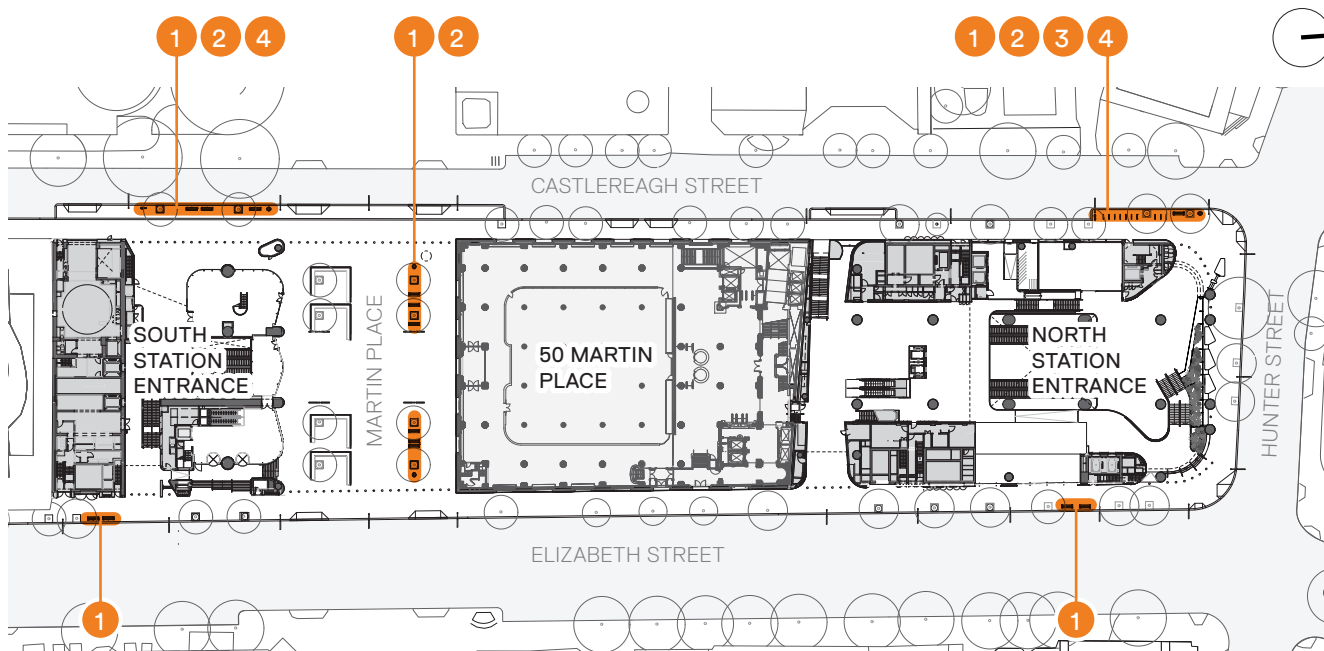 1 2 4
1 2
1 2 3 4
CASTLEREAGH STREET
SOUTH
STATION
ENTRANCE
MARTIN PLACE
50 MARTIN
PLACE
NORTH
STATION
ENTRANCE
HUNTER STREET
ELIZABETH STREET
1
1